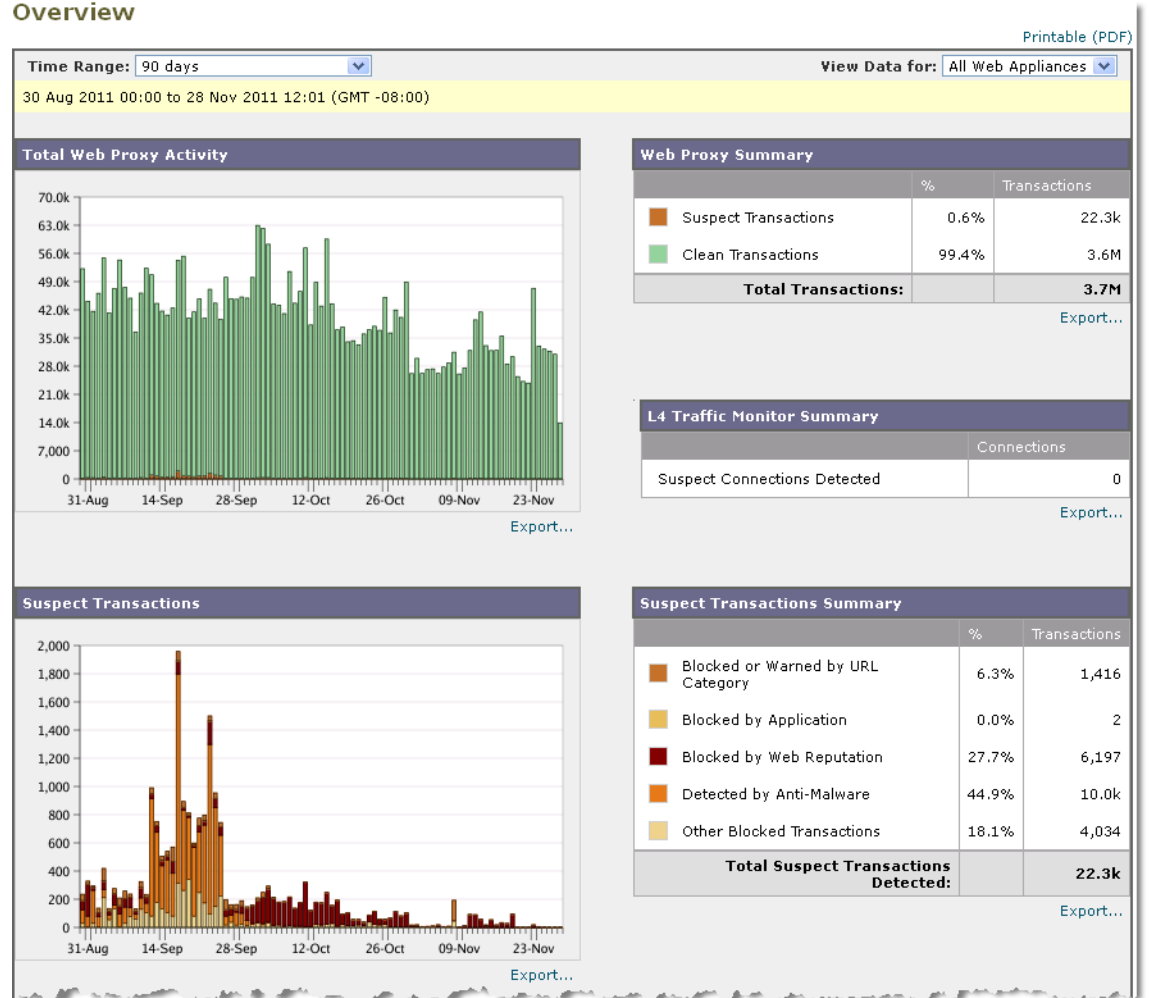 Overview
Printable (PDF)
Time Range: 90 days
View Data for: All Web Appliances
30 Aug 2011 00:00 to 28 Nov 2011 12:01 (GMT -08:00)
Total Web Proxy Activity
70.0k
63.0k
56.0k
49.0k
42.0k
35.0k
28.0k
21.0k
14.0k
7,000
0
31-Aug 14-Sep 28-Sep 12-Oct 26-Oct 09-Nov 23-Nov
Export...
Web Proxy Summary
% Transactions
Suspect Transactions 0.6% 22.3k
Clean Transactions 99.4% 3.6M
Total Transactions: 3.7M
Export...
L4 Traffic Monitor Summary
Connections
Suspect Connections Detected 0
Export...
Suspect Transactions
2,000
1,800
1,600
1,400
1,200
1,000
800
600
400
200
0
31-Aug 14-Sep 28-Sep 12-Oct 26-Oct 09-Nov 23-Nov
Export...
Suspect Transactions Summary
% Transactions
Blocked or Warned by URL
Category 6.3% 1,416
Blocked by Application 0.0% 2
Blocked by Web Reputation 27.7% 6,197
Detected by Anti-Malware 44.9% 10.0k
Other Blocked Transactions 18.1% 4,034
Total Suspect Transactions
Detected: 22.3k
Export...